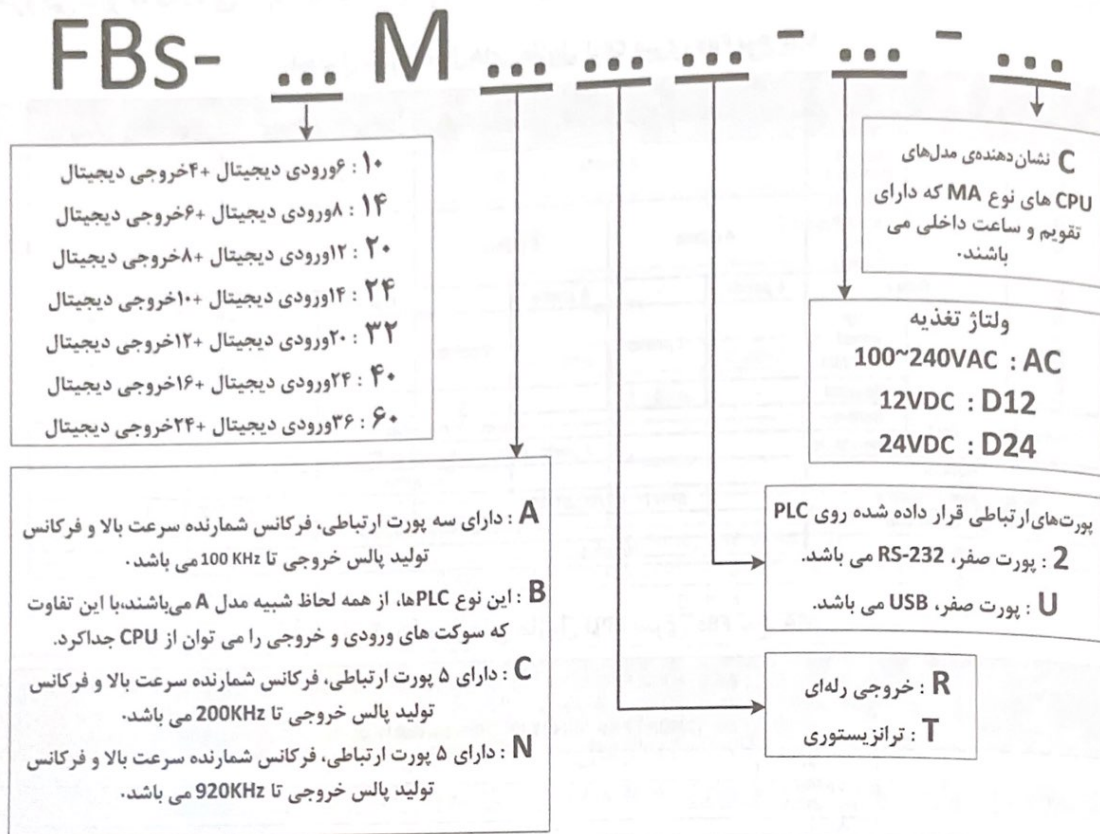 FBs- ... M ... ... ... - ... - ...
۱۰ : ۶ورودی دیجیتال +۴خروجی دیجیتال
۱۴ : ۸ورودی دیجیتال +۶خروجی دیجیتال
۲۰ : ۱۲ورودی دیجیتال +۸خروجی دیجیتال
۲۴ : ۱۴ورودی دیجیتال +۱۰خروجی دیجیتال
۳۲ : ۲۰ورودی دیجیتال +۱۲خروجی دیجیتال
۴۰ : ۲۴ورودی دیجیتال +۱۶خروجی دیجیتال
۶۰ : ۳۶ورودی دیجیتال +۲۴خروجی دیجیتال
C نشان‌دهنده‌ی مدل‌های
CPU های نوع MA که دارای
تقویم و ساعت داخلی می
باشند.
ولتاژ تغذیه
100~240VAC : AC
12VDC : D12
24VDC : D24
پورت‌های ارتباطی قرار داده شده روی PLC
2 : پورت صفر، RS-232 می باشد.
U : پورت صفر، USB می باشد.
R : خروجی رله‌ای
T : ترانزیستوری
A : دارای سه پورت ارتباطی، فرکانس شمارنده سرعت بالا و فرکانس
تولید پالس خروجی تا 100 KHz می باشد.
B : این نوع PLCها، از همه لحاظ شبیه مدل A می‌باشند،با این تفاوت
که سوکت های ورودی و خروجی را می توان از CPU جداکرد.
C : دارای ۵ پورت ارتباطی، فرکانس شمارنده سرعت بالا و فرکانس
تولید پالس خروجی تا 200KHz می باشد.
N : دارای ۵ پورت ارتباطی، فرکانس شمارنده سرعت بالا و فرکانس
تولید پالس خروجی تا 920KHz می باشد.